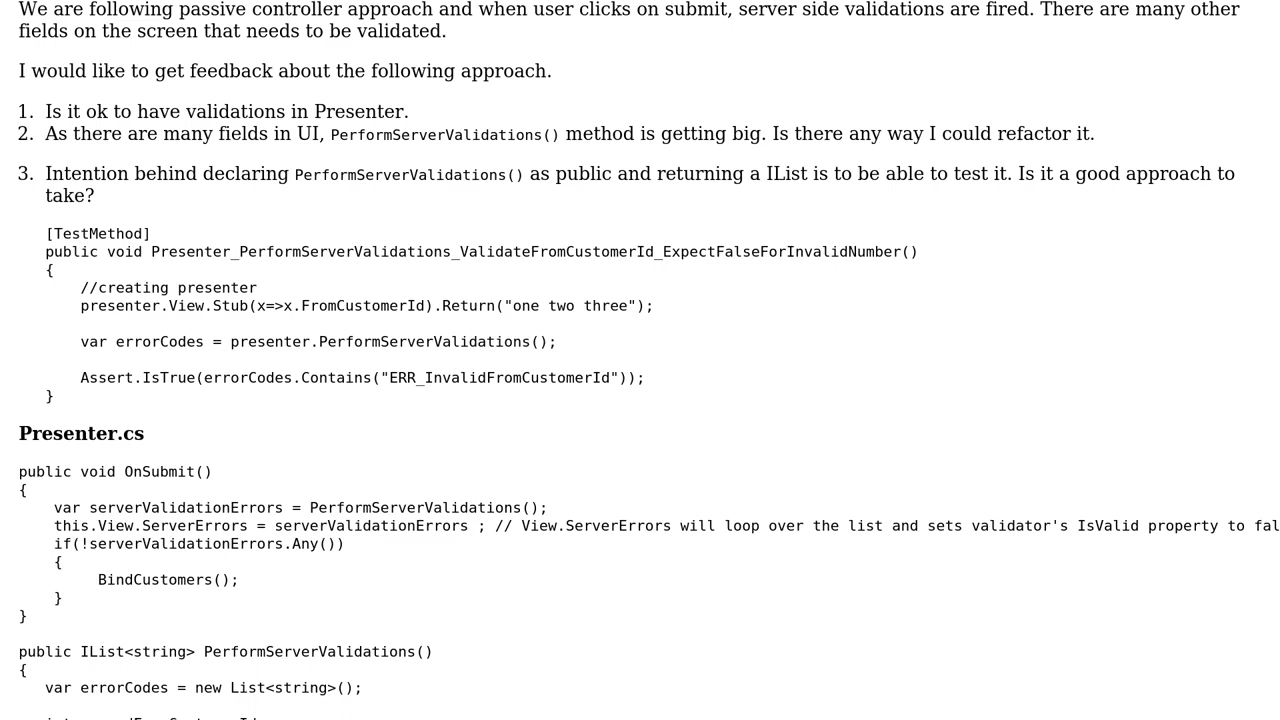 We are following passive controller approach and when user clicks on submit, server side validations are fired. There are many other
fields on the screen that needs to be validated.
I would like to get feedback about the following approach.
1. Is it ok to have validations in Presenter.
2. As there are many fields in UI, PerformServerValidations() method is getting big. Is there any way I could refactor it.
3. Intention behind declaring PerformServerValidations() as public and returning a IList is to be able to test it. Is it a good approach to
take?
[TestMethod]
public void Presenter_PerformServerValidations_ValidateFromCustomerId_ExpectFalseForInvalidNumber()
{
    //creating presenter
    presenter.View.Stub(x=>x.FromCustomerId).Return("one two three");
    var errorCodes = presenter.PerformServerValidations();
    Assert.IsTrue(errorCodes.Contains("ERR_InvalidFromCustomerId"));
}
Presenter.cs
public void OnSubmit()
{
    var serverValidationErrors = PerformServerValidations();
    this.View.ServerErrors = serverValidationErrors ; // View.ServerErrors will loop over the list and sets validator's IsValid property to fal
    if(!serverValidationErrors.Any())
    {
         BindCustomers();
    }
}
public IList<string> PerformServerValidations()
{
   var errorCodes = new List<string>();